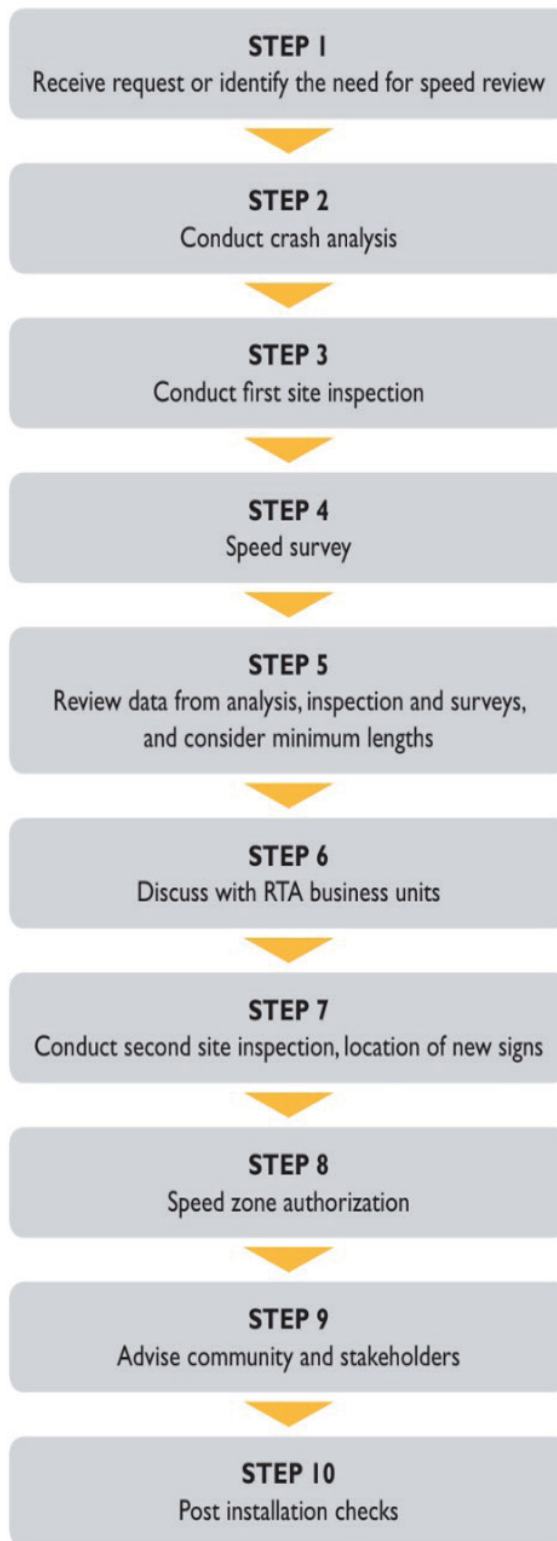 STEP 1
Receive request or identify the need for speed review
STEP 2
Conduct crash analysis
STEP 3
Conduct first site inspection
STEP 4
Speed survey
STEP 5
Review data from analysis, inspection and surveys,
and consider minimum lengths
STEP 6
Discuss with RTA business units
STEP 7
Conduct second site inspection, location of new signs
STEP 8
Speed zone authorization
STEP 9
Advise community and stakeholders
STEP 10
Post installation checks